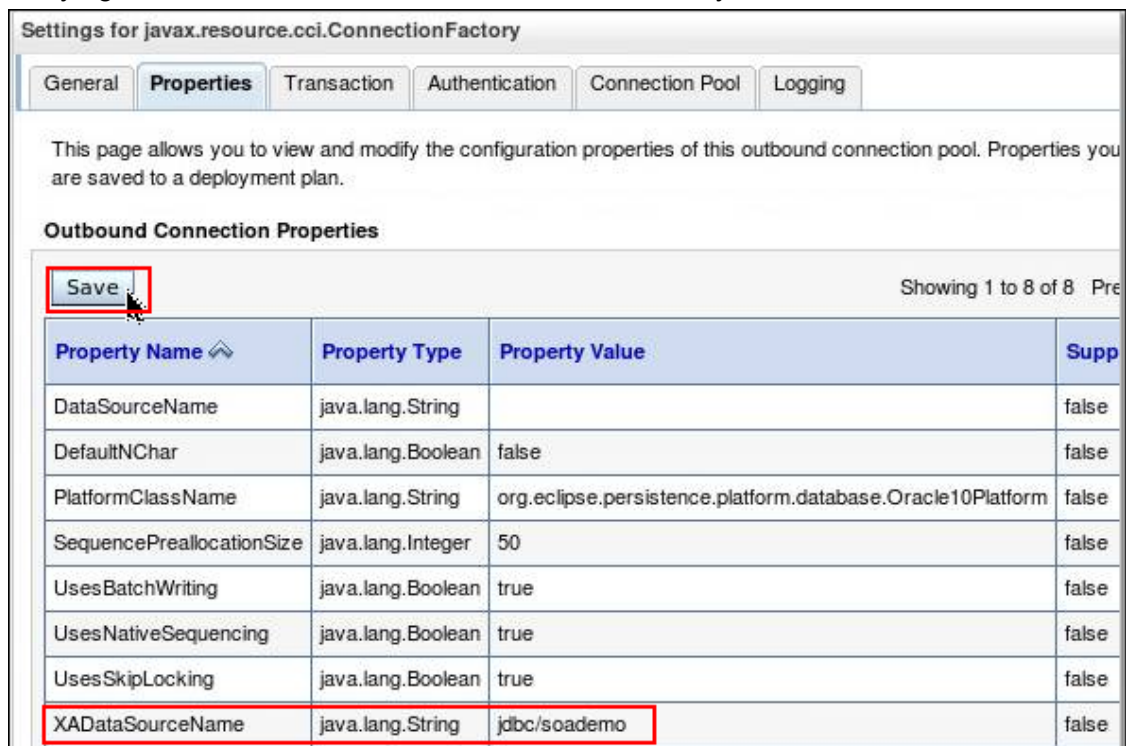 Settings for javax.resource.cci.ConnectionFactory
General Properties Transaction Authentication Connection Pool Logging
This page allows you to view and modify the configuration properties of this outbound connection pool. Properties you
are saved to a deployment plan.
Outbound Connection Properties
Save Showing 1 to 8 of 8 Pre
Property Name Property Type Property Value Supp
DataSourceName java.lang.String false
DefaultNChar java.lang.Boolean false false
PlatformClassName java.lang.String org.eclipse.persistence.platform.database.Oracle10Platform false
SequencePreallocationSize java.lang.Integer 50 false
UsesBatchWriting java.lang.Boolean true false
UsesNativeSequencing java.lang.Boolean true false
UsesSkipLocking java.lang.Boolean true false
XADataSourceName java.lang.String jdbc/soademo false